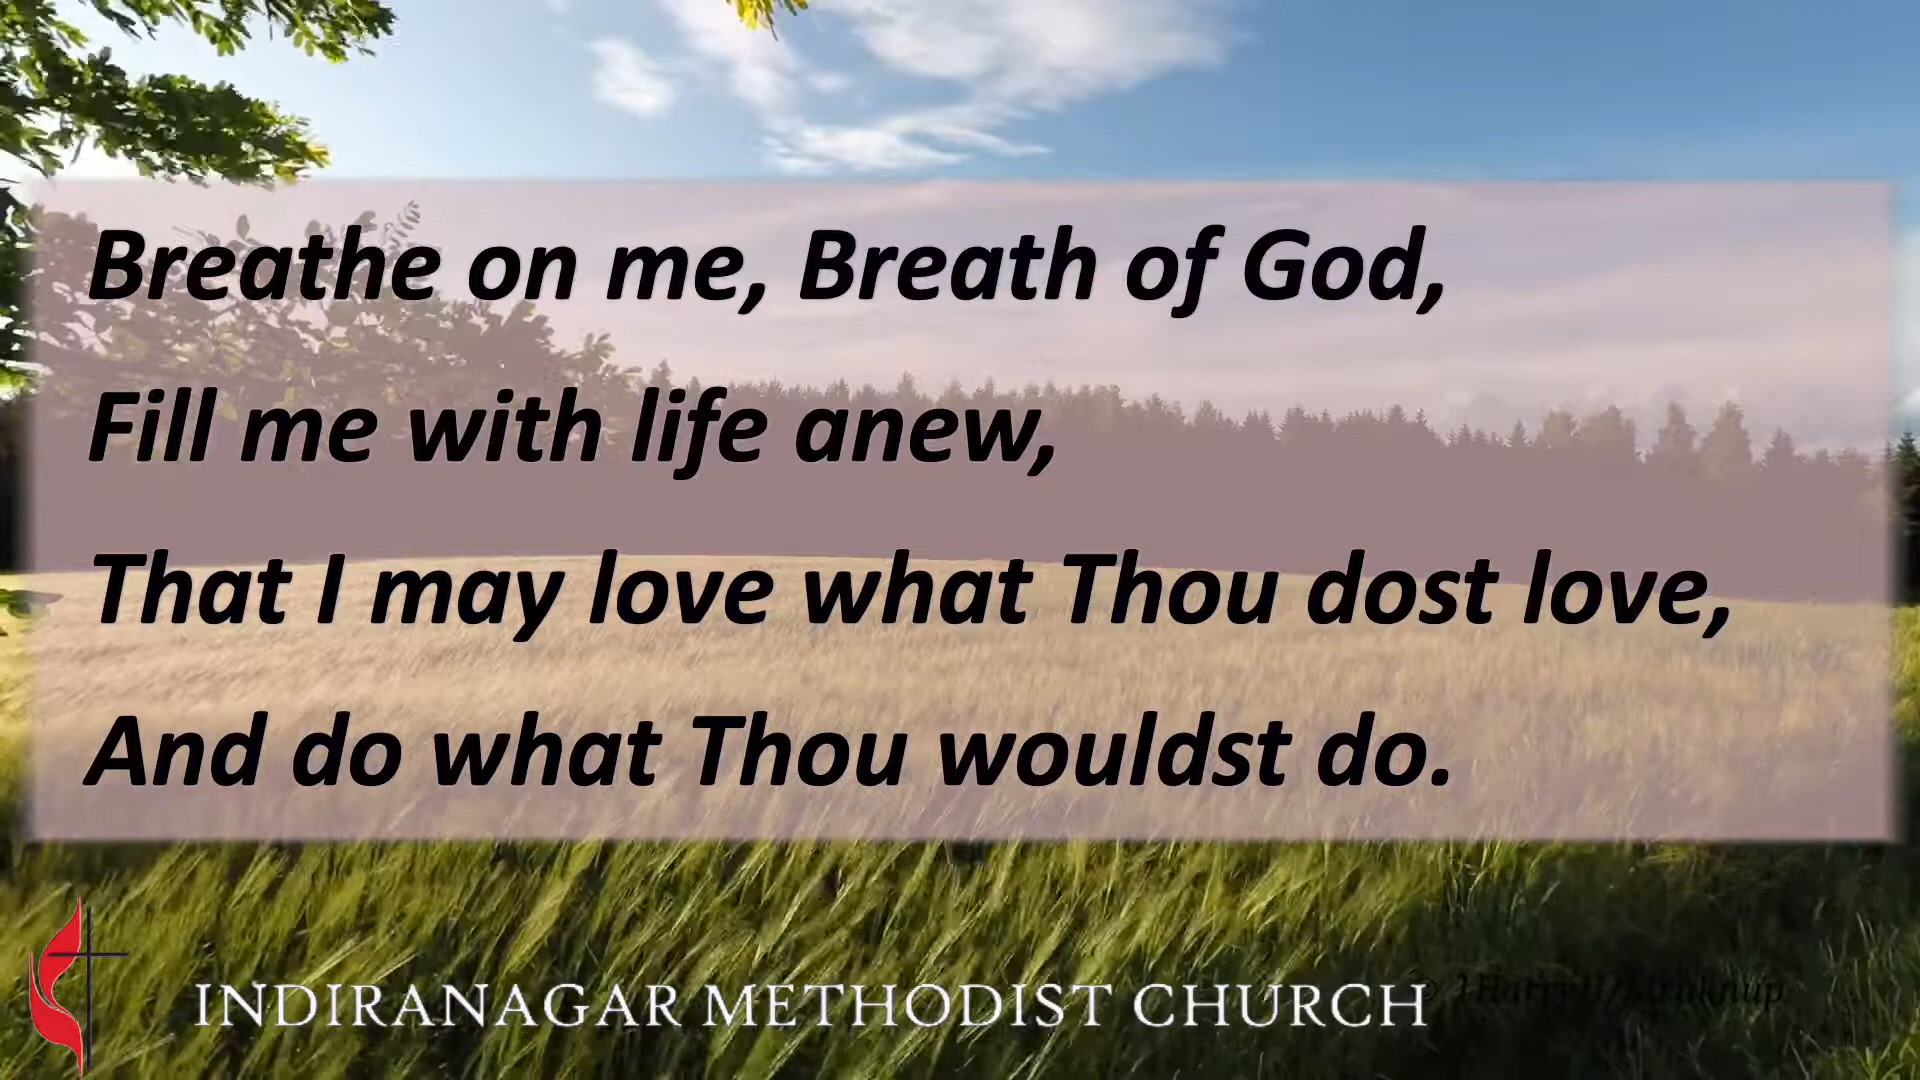 Breathe on me, Breath of God,
Fill me with life anew,
That I may love what Thou dost love,
And do what Thou wouldst do.
INDIRANAGAR METHODIST CHURCH